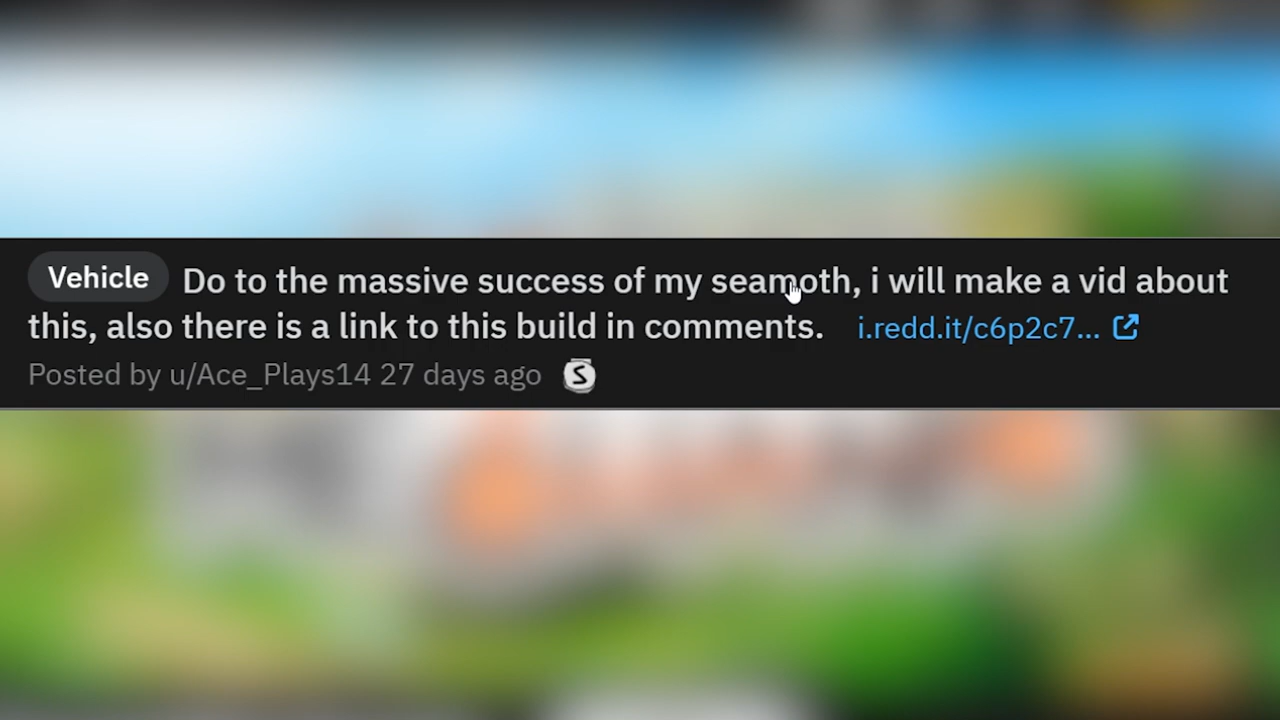 Vehicle Do to the massive success of my seamoth, i will make a vid about
this, also there is a link to this build in comments. i.redd.it/c6p2c7...
Posted by u/Ace_Plays14 27 days ago S